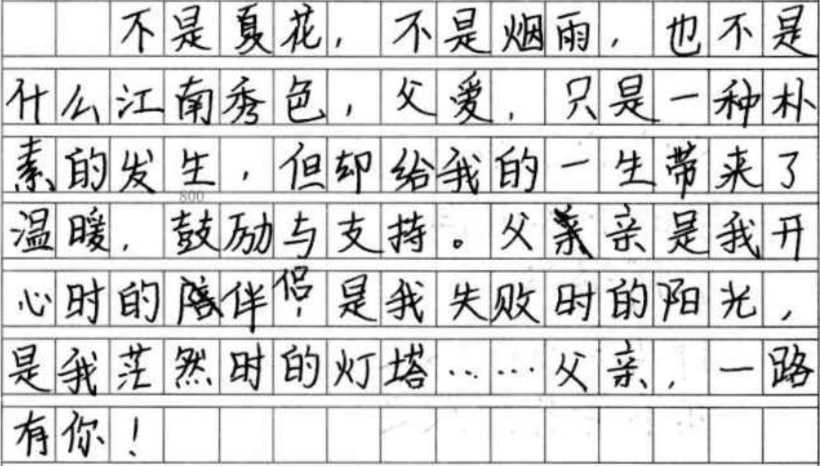 不是夏花，不是烟雨，也不是
什么江南秀色，父爱，只是一种朴
素的发生，但却给我的一生带来了
800
温暖，鼓励与支持。父亲是我开
心时的陪伴侣，是我失败时的阳光，
是我茫然时的灯塔……父亲，一路
有你！